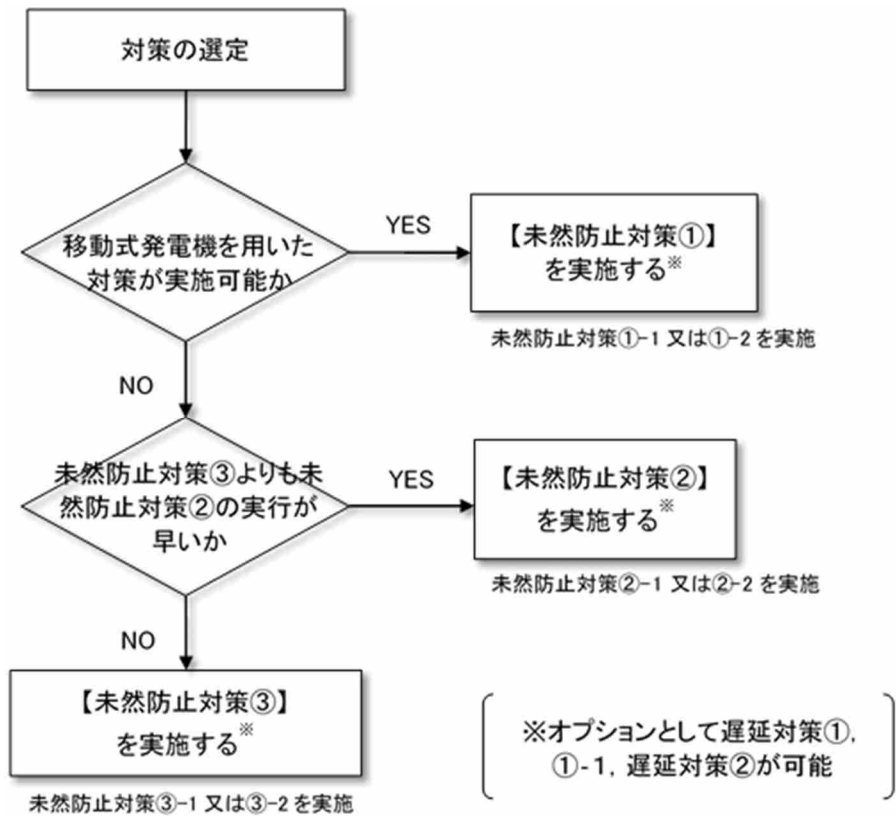 対策の選定
移動式発電機を用いた
対策が実施可能か
YES
【未然防止対策①】
を実施する※
未然防止対策①-1 又は①-2 を実施
NO
未然防止対策③よりも未
然防止対策②の実行が
早いか
YES
【未然防止対策②】
を実施する※
未然防止対策②-1 又は②-2 を実施
NO
【未然防止対策③】
を実施する※
未然防止対策③-1 又は③-2 を実施
※オプションとして遅延対策①,
①-1, 遅延対策②が可能